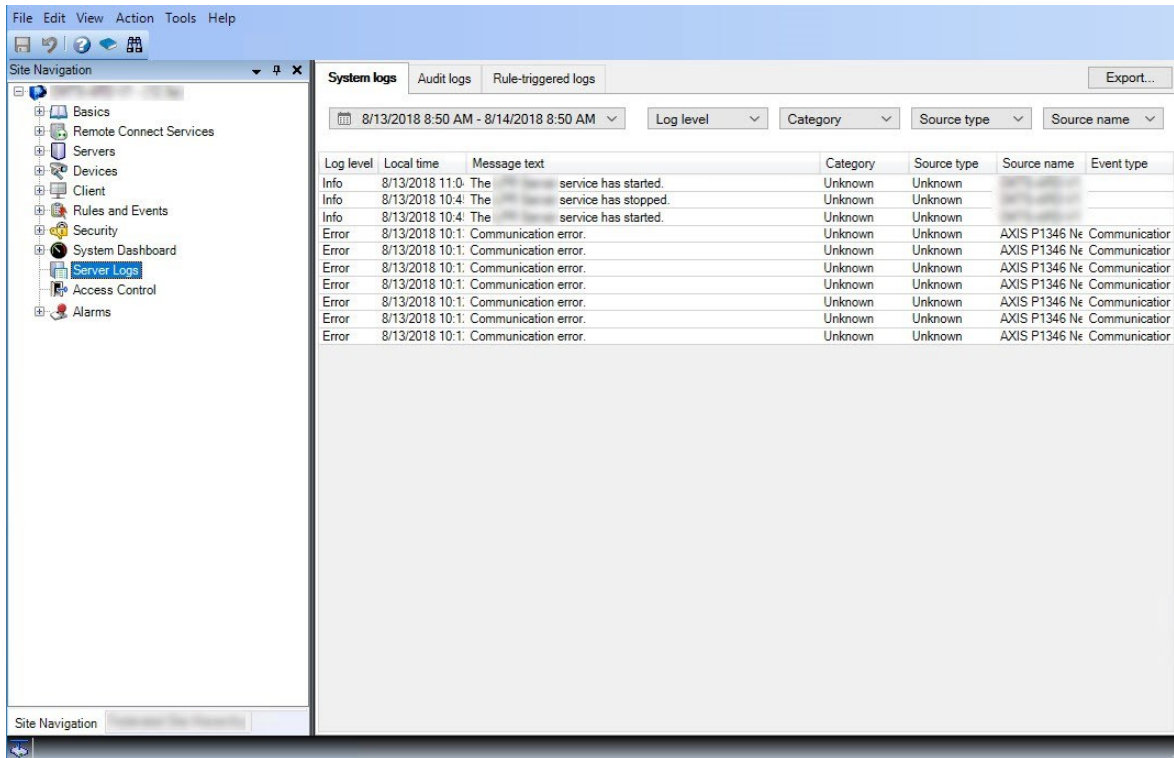 File Edit View Action Tools Help
Site Navigation
System logs Audit logs Rule-triggered logs Export...
Basics
Remote Connect Services
Servers
Devices
Client
Rules and Events
Security
System Dashboard
Server Logs
Access Control
Alarms
8/13/2018 8:50 AM - 8/14/2018 8:50 AM Log level Category Source type Source name
Log level Local time Message text Category Source type Source name Event type
Info 8/13/2018 11:0 The service has started. Unknown Unknown
Info 8/13/2018 10:4 The service has stopped. Unknown Unknown
Info 8/13/2018 10:4 The service has started. Unknown Unknown
Error 8/13/2018 10:1 Communication error. Unknown Unknown AXIS P1346 Ne Communication
Error 8/13/2018 10:1 Communication error. Unknown Unknown AXIS P1346 Ne Communication
Error 8/13/2018 10:1 Communication error. Unknown Unknown AXIS P1346 Ne Communication
Error 8/13/2018 10:1 Communication error. Unknown Unknown AXIS P1346 Ne Communication
Error 8/13/2018 10:1 Communication error. Unknown Unknown AXIS P1346 Ne Communication
Error 8/13/2018 10:1 Communication error. Unknown Unknown AXIS P1346 Ne Communication
Error 8/13/2018 10:1 Communication error. Unknown Unknown AXIS P1346 Ne Communication
Site Navigation